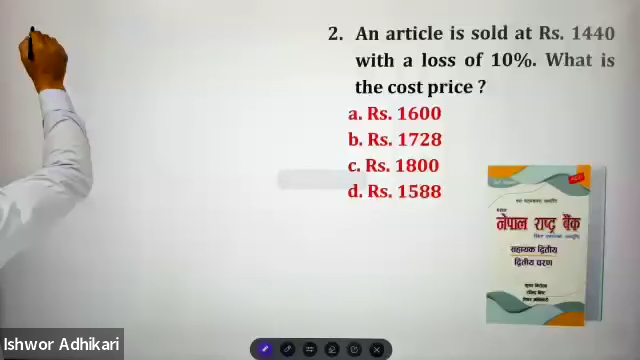 2. An article is sold at Rs. 1440
with a loss of 10%. What is
the cost price ?
a. Rs. 1600
b. Rs. 1728
c. Rs. 1800
d. Rs. 1588
नेपाल राष्ट्र बैंक
सहायक द्वितीय
द्वितीय चरण
Ishwor Adhikari